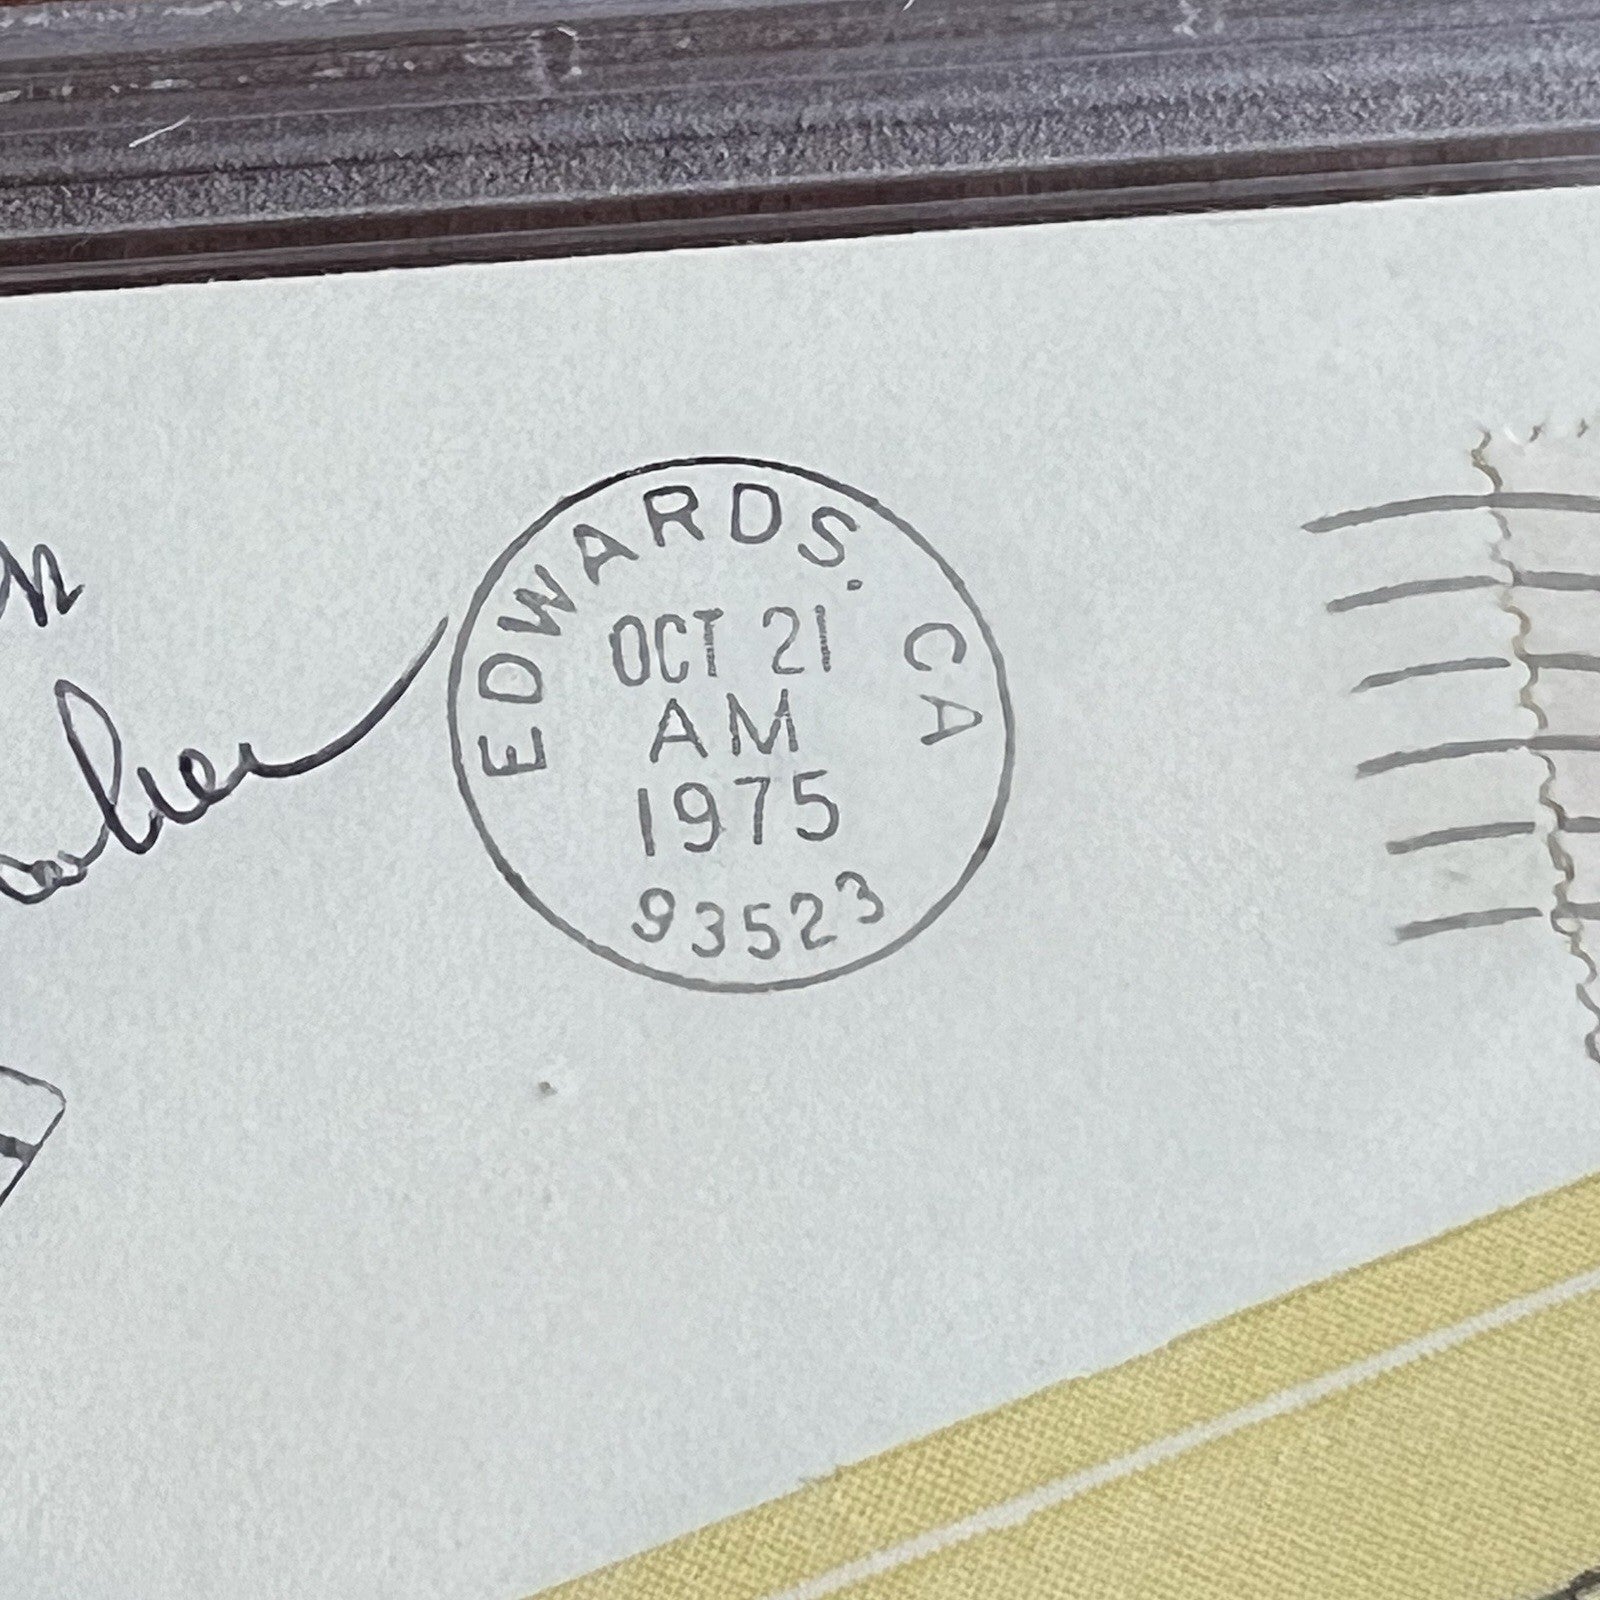 EDWARDS. CA
OCT 21
AM
1975
93523